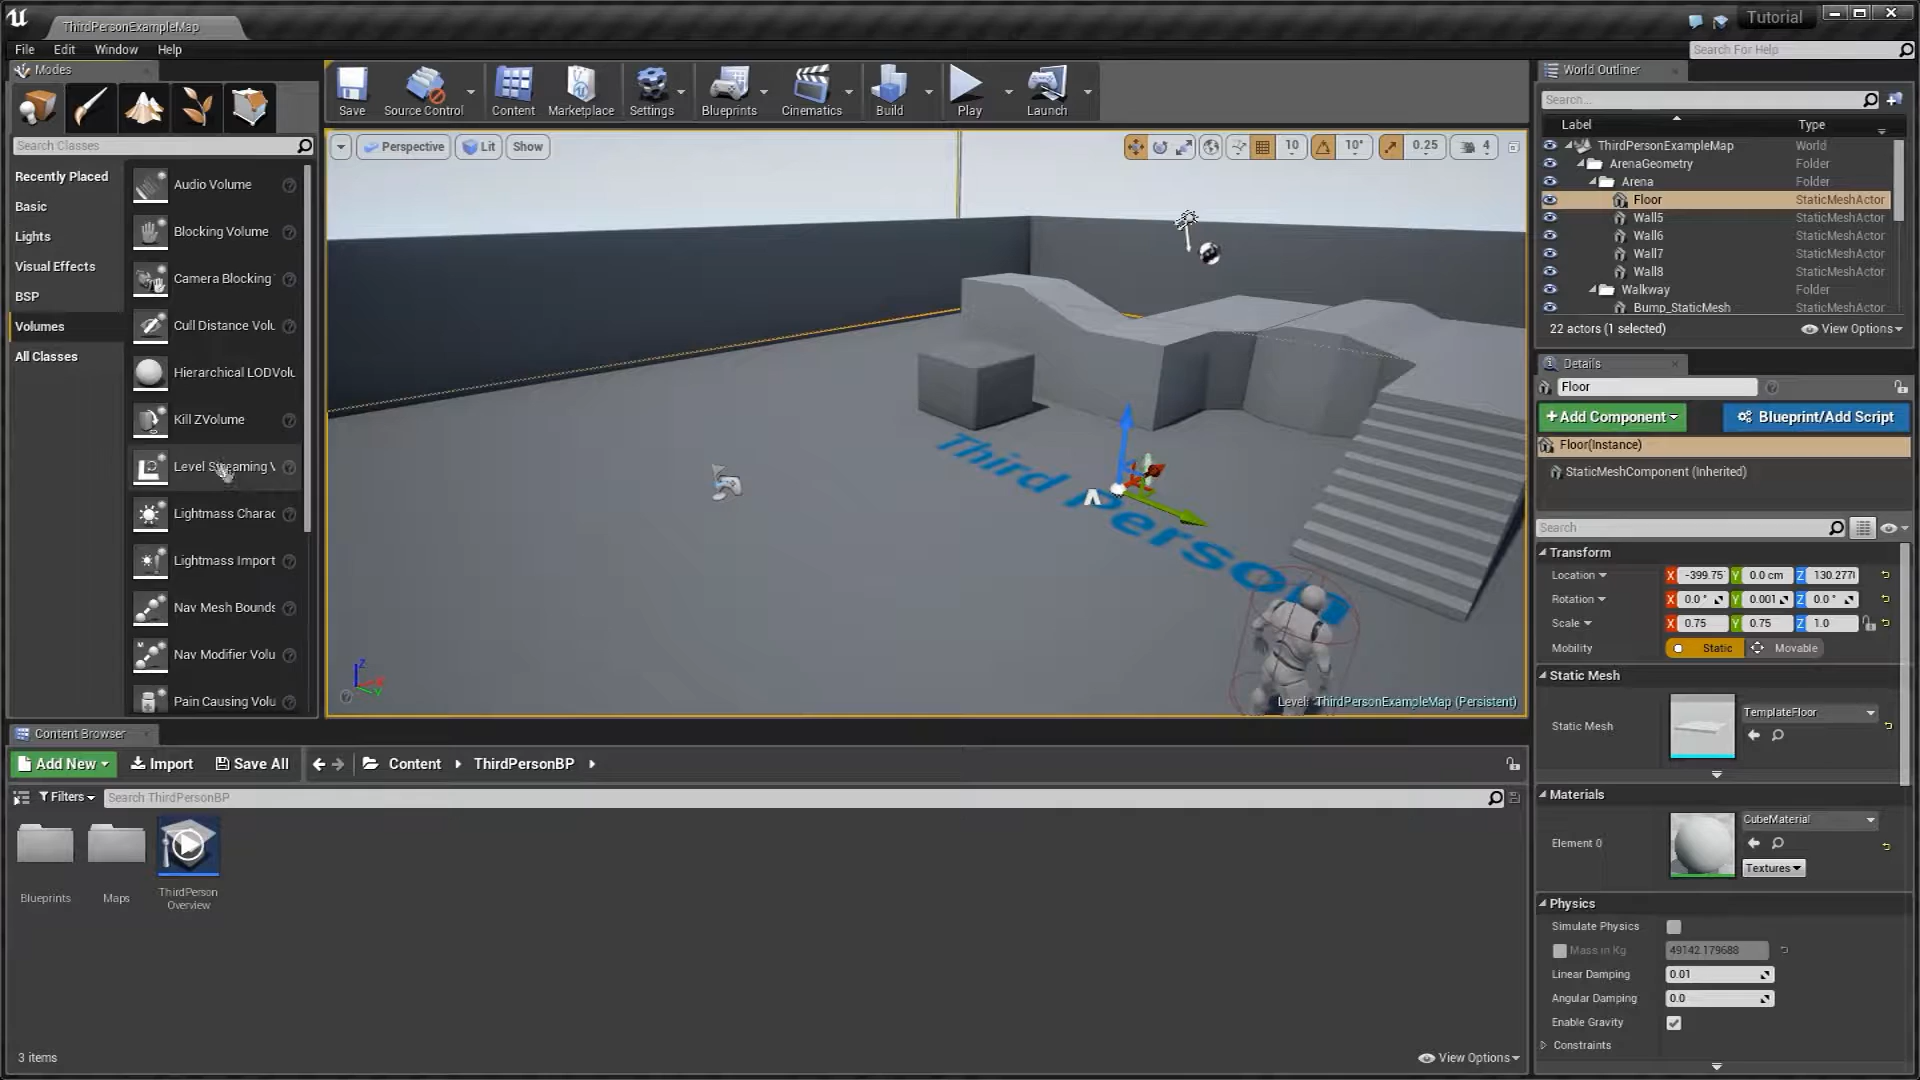 ThirdPersonExampleMap
Tutorial
File Edit Window Help
Search For Help
Modes
Save
Source Control
Content
Marketplace
Settings
Blueprints
Cinematics
Build
Play
Launch
Search Classes
Recently Placed
Basic
Lights
Visual Effects
BSP
Volumes
All Classes
Audio Volume
Blocking Volume
Camera Blocking
Cull Distance Volu
Hierarchical LODVolu
Kill ZVolume
Level Streaming V
Lightmass Charac
Lightmass Import
Nav Mesh Bounds
Nav Modifier Volu
Pain Causing Volu
Perspective
Lit
Show
10
10°
0.25
4
Third Person
Level: ThirdPersonExampleMap (Persistent)
World Outliner
Search...
Label Type
ThirdPersonExampleMap World
ArenaGeometry Folder
Arena Folder
Floor StaticMeshActor
Wall5 StaticMeshActor
Wall6 StaticMeshActor
Wall7 StaticMeshActor
Wall8 StaticMeshActor
Walkway Folder
Bump_StaticMesh StaticMeshActor
22 actors (1 selected)
View Options
Details
Floor
+Add Component
Blueprint/Add Script
Floor(Instance)
StaticMeshComponent (Inherited)
Search
Transform
Location X -399.75 Y 0.0 cm Z 130.277
Rotation X 0.0 ° Y 0.001 Z 0.0 °
Scale X 0.75 Y 0.75 Z 1.0
Mobility Static Movable
Static Mesh
Static Mesh
TemplateFloor
Materials
Element 0
CubeMaterial
Textures
Physics
Simulate Physics
Mass in Kg 49142.179688
Linear Damping 0.01
Angular Damping 0.0
Enable Gravity
Constraints
Content Browser
Add New
Import
Save All
Content
ThirdPersonBP
Filters
Search ThirdPersonBP
Blueprints
Maps
ThirdPerson
Overview
3 items
View Options